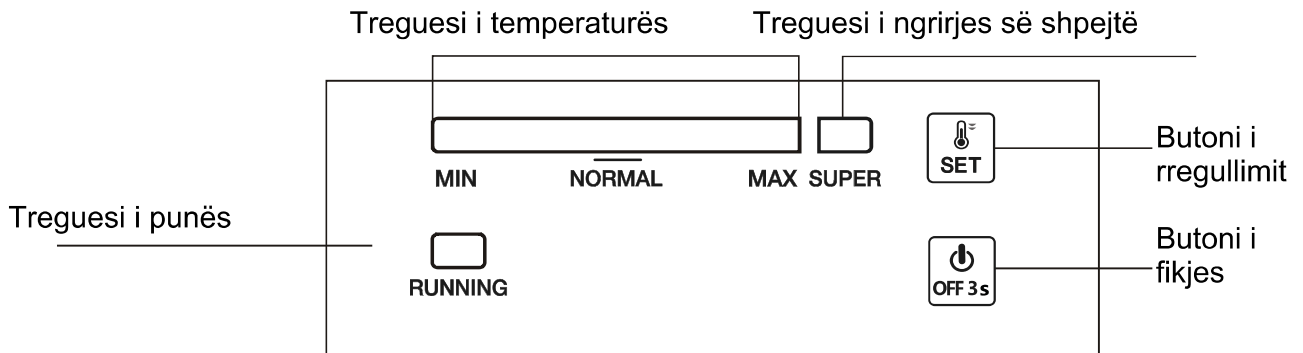 Treguesi i temperaturës
Treguesi i ngrirjes së shpejtë
SET
Butoni i
rregullimit
MIN NORMAL MAX SUPER
Treguesi i punës
RUNNING
OFF 3s
Butoni i
fikjes